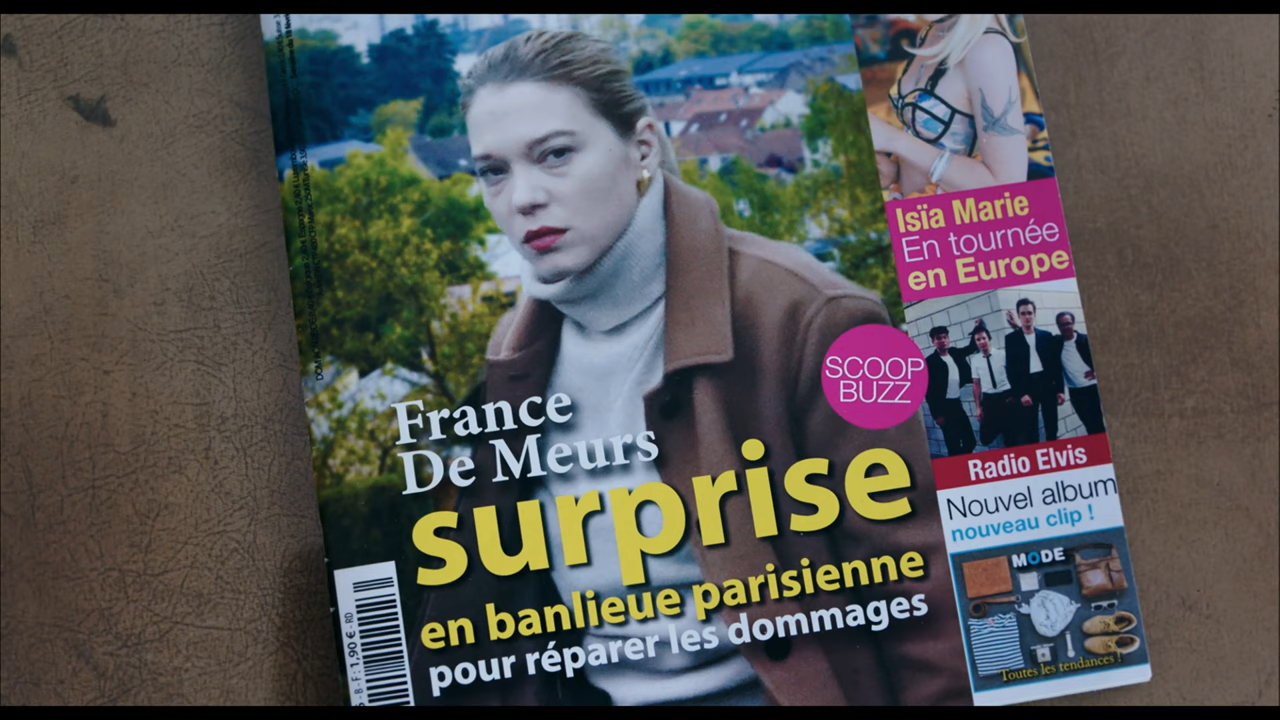 France
De Meurs
surprise
en banlieue parisienne
pour réparer les dommages
SCOOP
BUZZ
Isïa Marie
En tournée
en Europe
Radio Elvis
Nouvel album
nouveau clip !
MODE
Toutes les tendances !
1,90 €